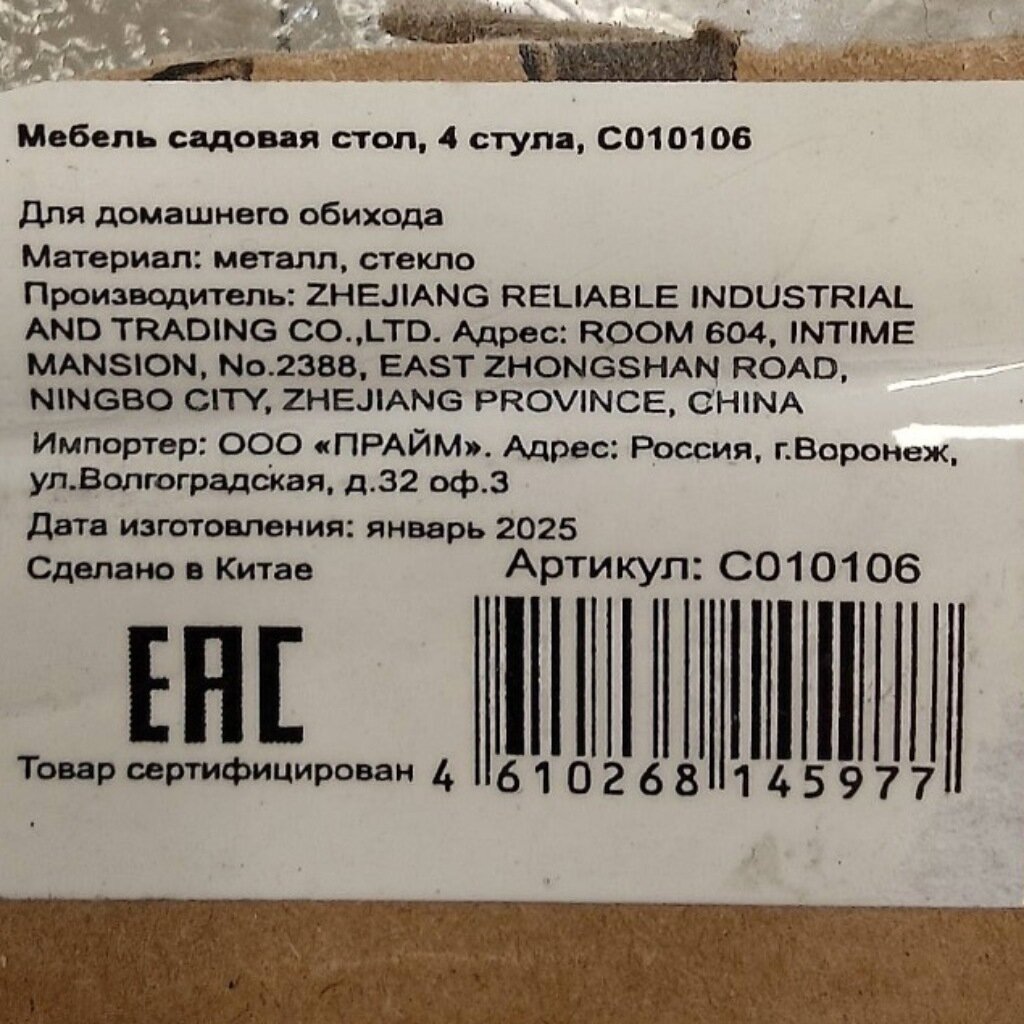 Мебель садовая стол, 4 стула, С010106
Для домашнего обихода
Материал: металл, стекло
Производитель: ZHEJIANG RELIABLE INDUSTRIAL
AND TRADING CO.,LTD. Адрес: ROOM 604, INTIME
MANSION, No.2388, EAST ZHONGSHAN ROAD,
NINGBO CITY, ZHEJIANG PROVINCE, CHINA
Импортер: ООО «ПРАЙМ». Адрес: Россия, г.Воронеж,
ул.Волгоградская, д.32 оф.3
Дата изготовления: январь 2025
Сделано в Китае
Артикул: С010106
EAC
Товар сертифицирован
4 610268 145977